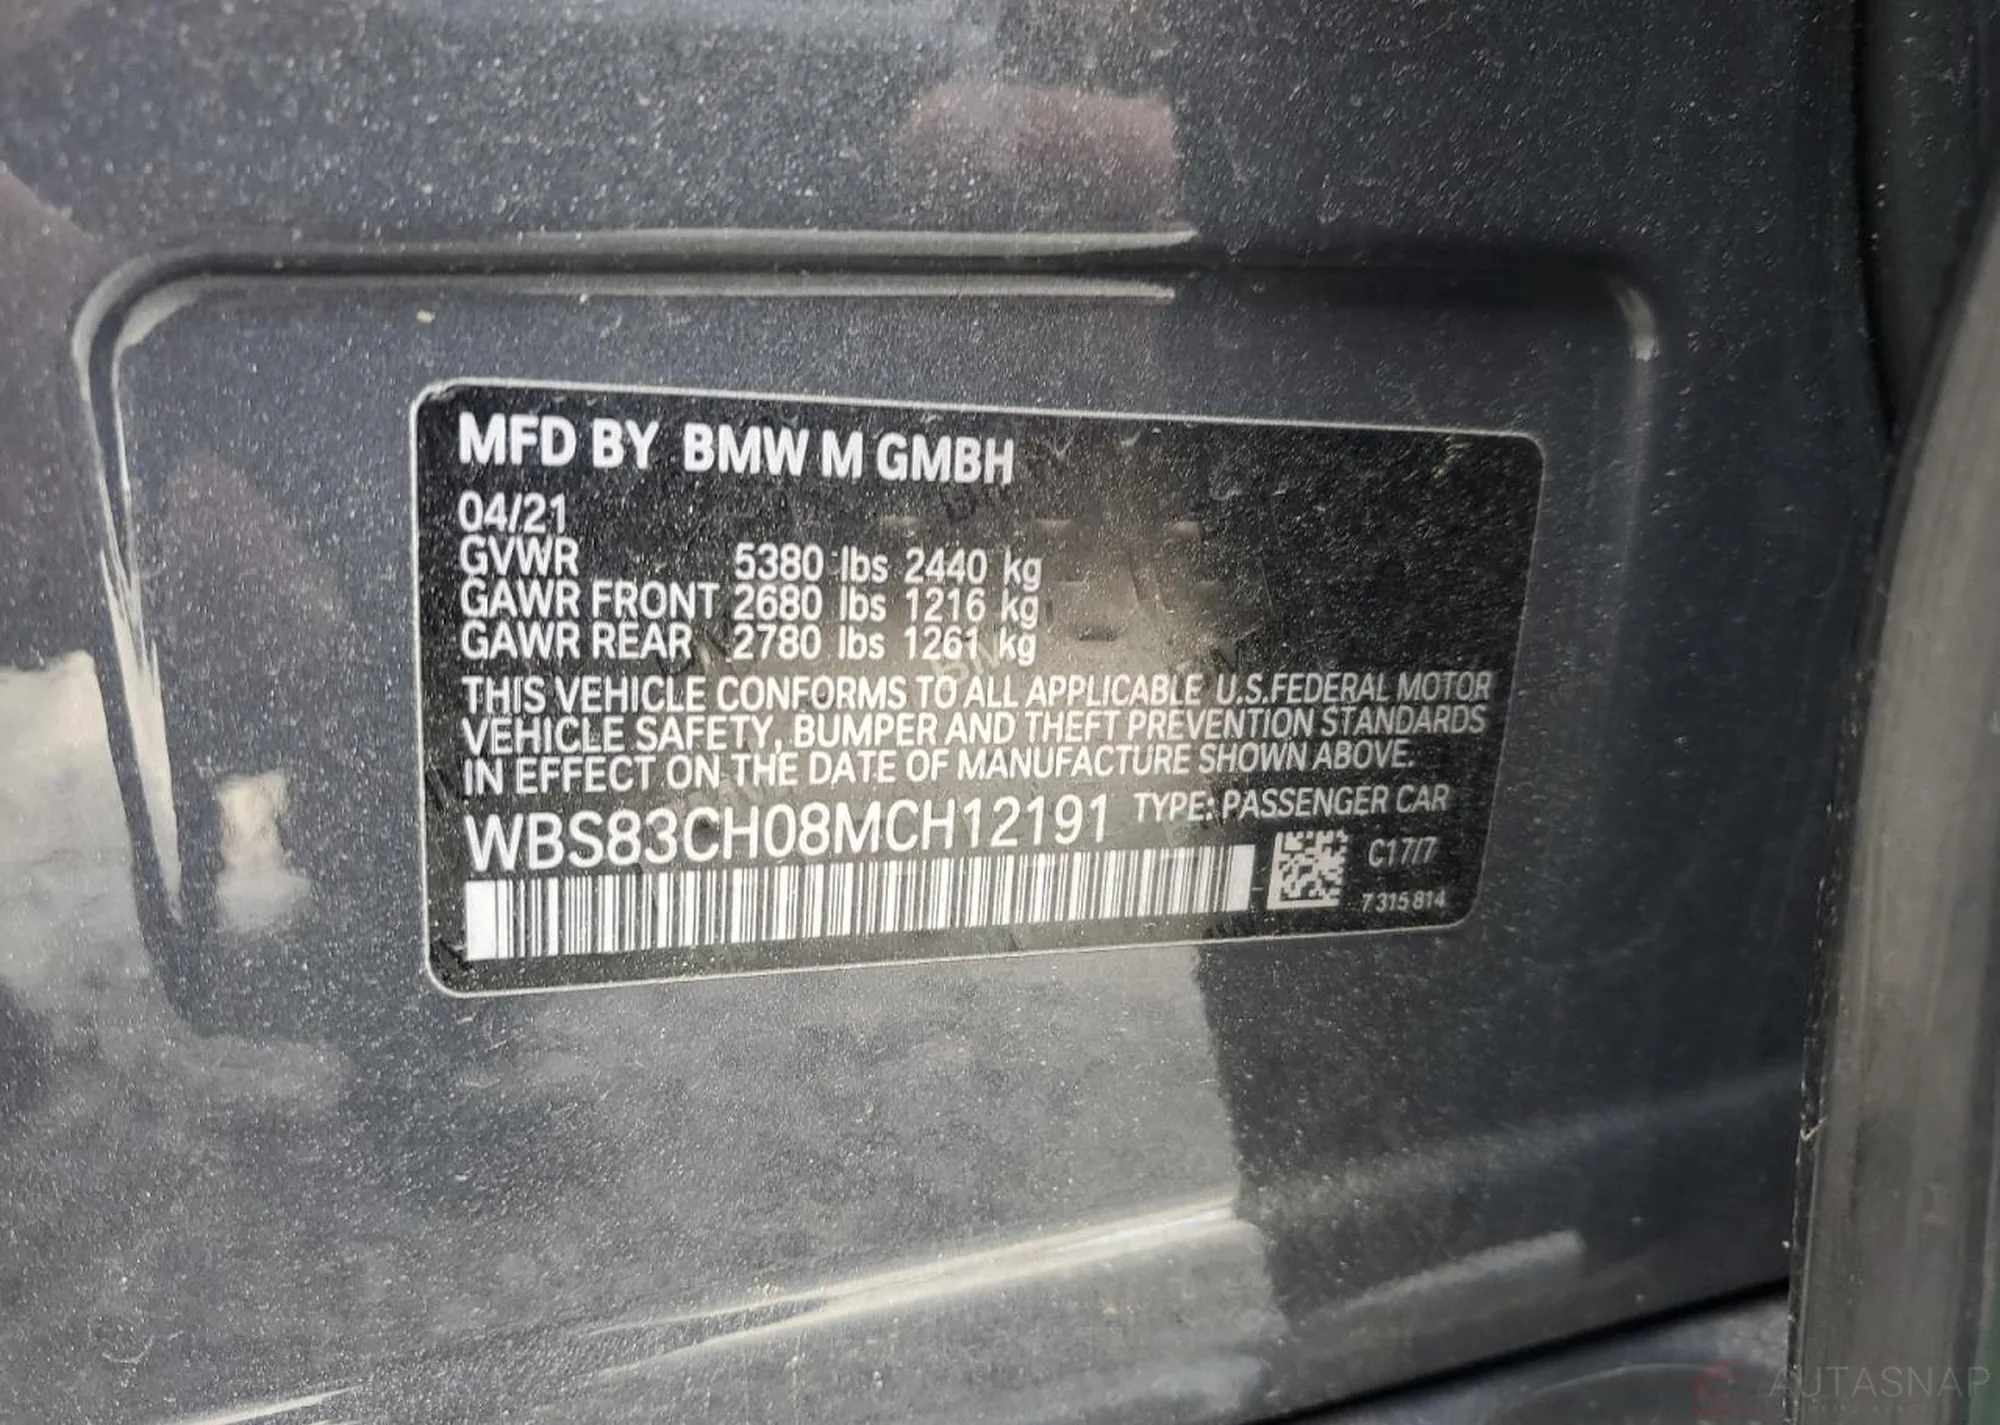 MFD BY BMW M GMBH
04/21
GVWR 5380 lbs 2440 kg
GAWR FRONT 2680 lbs 1216 kg
GAWR REAR 2780 lbs 1261 kg
THIS VEHICLE CONFORMS TO ALL APPLICABLE U.S.FEDERAL MOTOR
VEHICLE SAFETY, BUMPER AND THEFT PREVENTION STANDARDS
IN EFFECT ON THE DATE OF MANUFACTURE SHOWN ABOVE.
WBS83CH08MCH12191 TYPE: PASSENGER CAR
C17/7
7 315 814
AUTASNAP